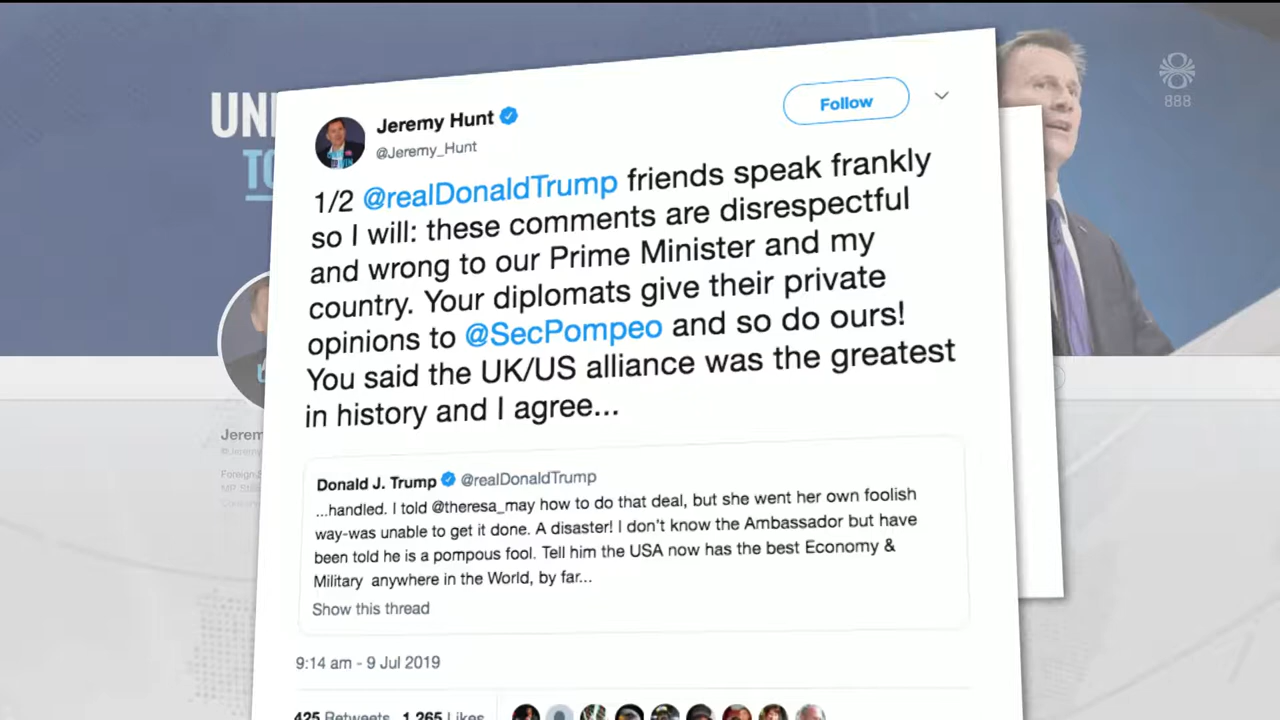 UNI
TO
888
Jeremy Hunt
@Jeremy_Hunt
Follow
1/2 @realDonaldTrump friends speak frankly
so I will: these comments are disrespectful
and wrong to our Prime Minister and my
country. Your diplomats give their private
opinions to @SecPompeo and so do ours!
You said the UK/US alliance was the greatest
in history and I agree...
Jerem
Foreign
Donald J. Trump @realDonaldTrump
...handled. I told @theresa_may how to do that deal, but she went her own foolish
way-was unable to get it done. A disaster! I don't know the Ambassador but have
been told he is a pompous fool. Tell him the USA now has the best Economy &
Military anywhere in the World, by far...
Show this thread
9:14 am - 9 Jul 2019
425 Retweets 1,265 Likes